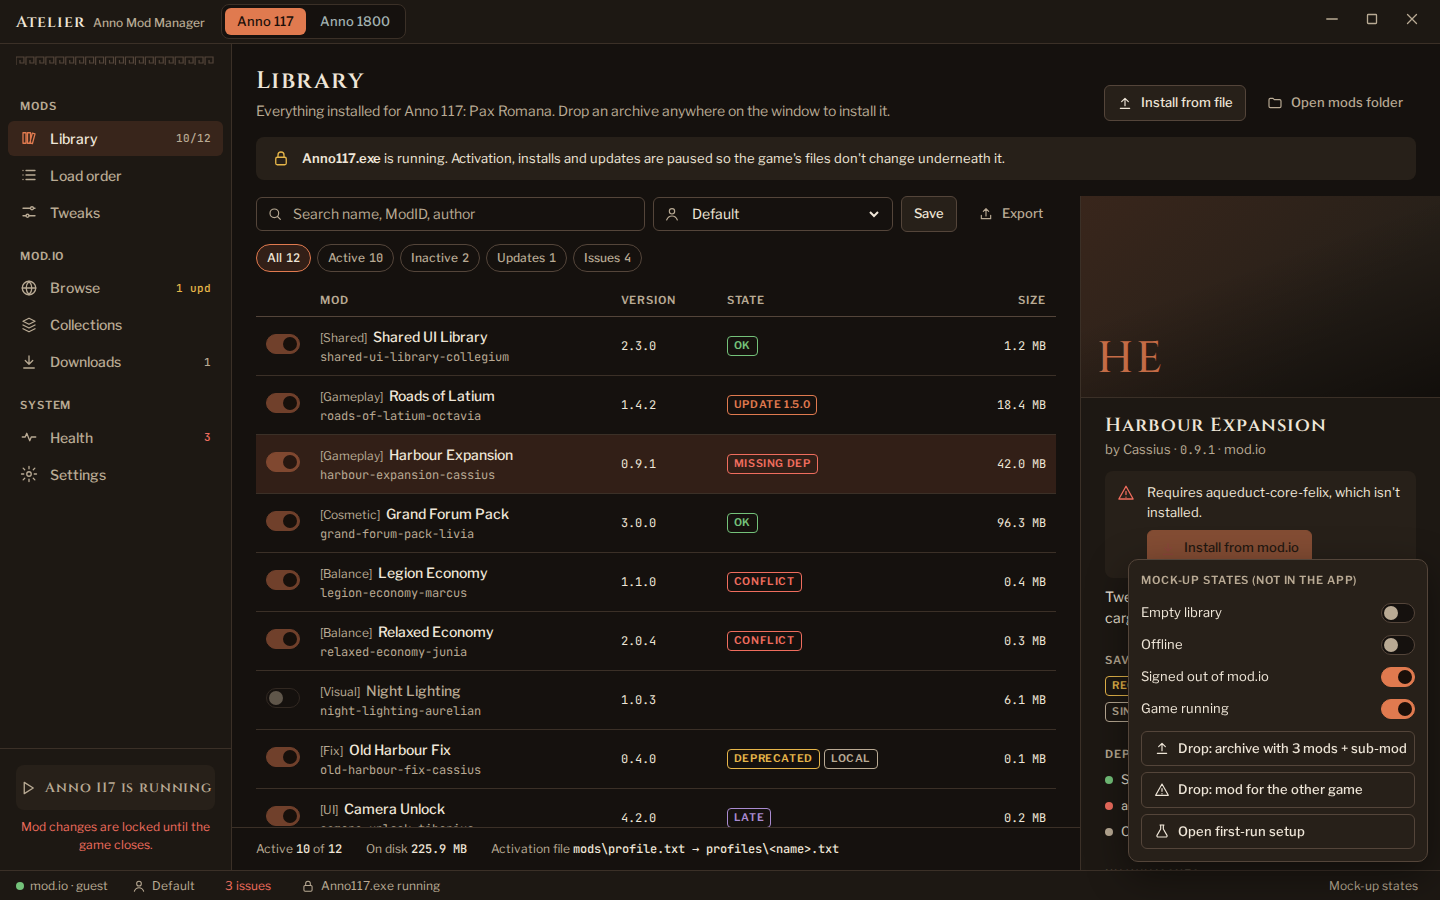 ATELIER Anno Mod Manager
Anno 117
Anno 1800
MODS
Library 10/12
Load order
Tweaks
MOD.IO
Browse 1 upd
Collections
Downloads 1
SYSTEM
Health 3
Settings
ANNO 117 IS RUNNING
Mod changes are locked until the
game closes.
LIBRARY
Everything installed for Anno 117: Pax Romana. Drop an archive anywhere on the window to install it.
Install from file
Open mods folder
Anno117.exe is running. Activation, installs and updates are paused so the game's files don't change underneath it.
Search name, ModID, author
Default
Save
Export
All 12
Active 10
Inactive 2
Updates 1
Issues 4
MOD VERSION STATE SIZE
[Shared] Shared UI Library
shared-ui-library-collegium
2.3.0 OK 1.2 MB
[Gameplay] Roads of Latium
roads-of-latium-octavia
1.4.2 UPDATE 1.5.0 18.4 MB
[Gameplay] Harbour Expansion
harbour-expansion-cassius
0.9.1 MISSING DEP 42.0 MB
[Cosmetic] Grand Forum Pack
grand-forum-pack-livia
3.0.0 OK 96.3 MB
[Balance] Legion Economy
legion-economy-marcus
1.1.0 CONFLICT 0.4 MB
[Balance] Relaxed Economy
relaxed-economy-junia
2.0.4 CONFLICT 0.3 MB
[Visual] Night Lighting
night-lighting-aurelian
1.0.3 6.1 MB
[Fix] Old Harbour Fix
old-harbour-fix-cassius
0.4.0 DEPRECATED LOCAL 0.1 MB
[UI] Camera Unlock
4.2.0 LATE 0.2 MB
Active 10 of 12
On disk 225.9 MB
Activation file mods\profile.txt → profiles\<name>.txt
HE
HARBOUR EXPANSION
by Cassius · 0.9.1 · mod.io
Requires aqueduct-core-felix, which isn't
installed.
Install from mod.io
MOCK-UP STATES (NOT IN THE APP)
Empty library
Offline
Signed out of mod.io
Game running
Drop: archive with 3 mods + sub-mod
Drop: mod for the other game
Open first-run setup
mod.io · guest
Default
3 issues
Anno117.exe running
Mock-up states